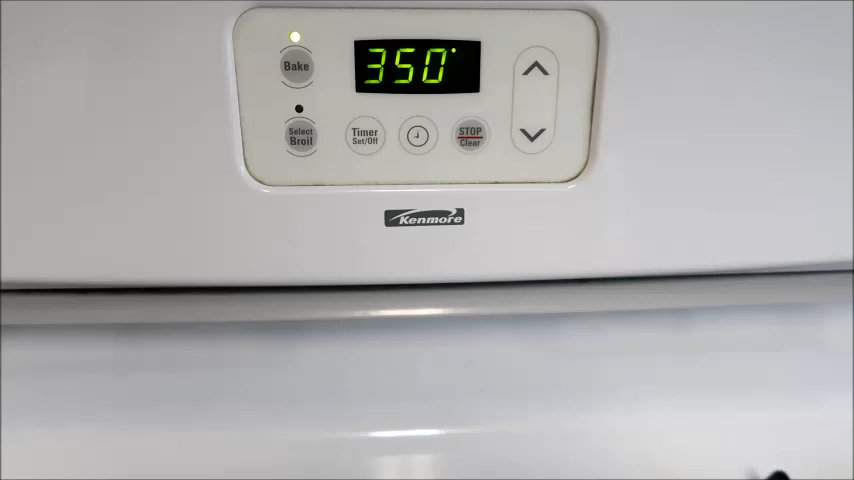 Bake
350°
Select
Broil
Timer
Set/Off
STOP
Clear
Kenmore